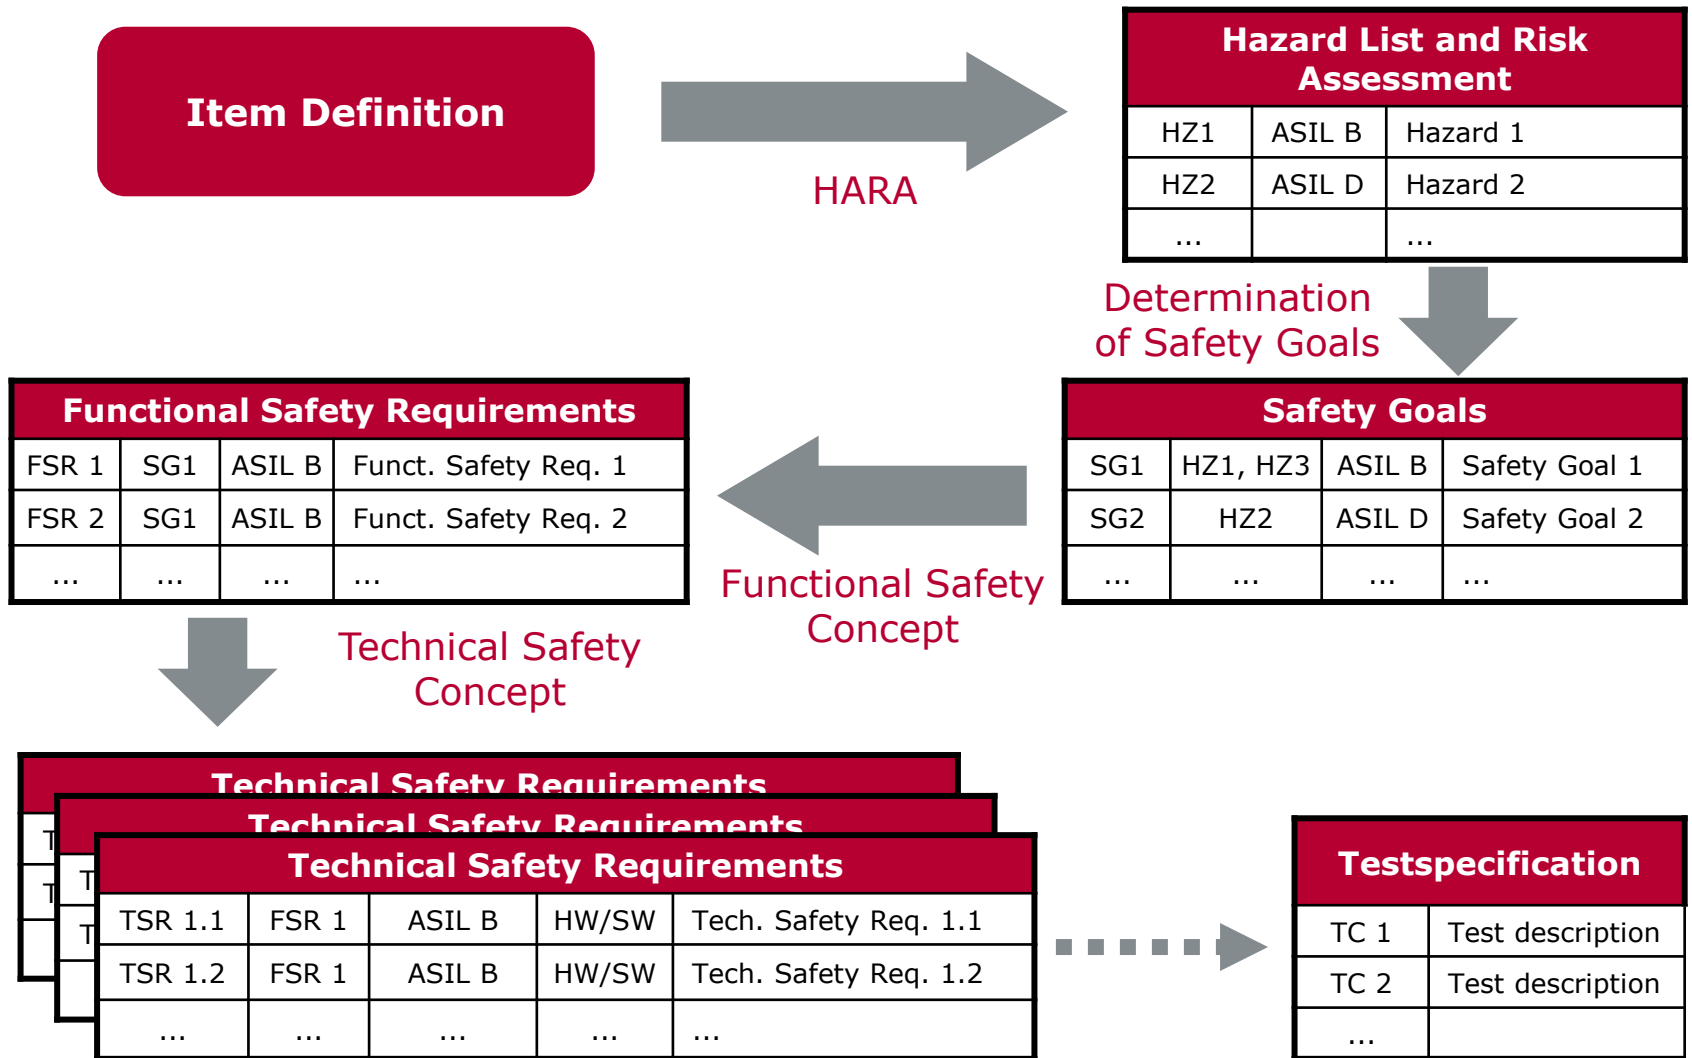 Item Definition
HARA
Hazard List and Risk
Assessment
HZ1 ASIL B Hazard 1
HZ2 ASIL D Hazard 2
... ...
Determination
of Safety Goals
Safety Goals
SG1 HZ1, HZ3 ASIL B Safety Goal 1
SG2 HZ2 ASIL D Safety Goal 2
... ... ... ...
Functional Safety
Concept
Functional Safety Requirements
FSR 1 SG1 ASIL B Funct. Safety Req. 1
FSR 2 SG1 ASIL B Funct. Safety Req. 2
... ... ... ...
Technical Safety
Concept
Technical Safety Requirements
Technical Safety Requirements
Technical Safety Requirements
TSR 1.1 FSR 1 ASIL B HW/SW Tech. Safety Req. 1.1
TSR 1.2 FSR 1 ASIL B HW/SW Tech. Safety Req. 1.2
... ... ... ... ...
Testspecification
TC 1 Test description
TC 2 Test description
...